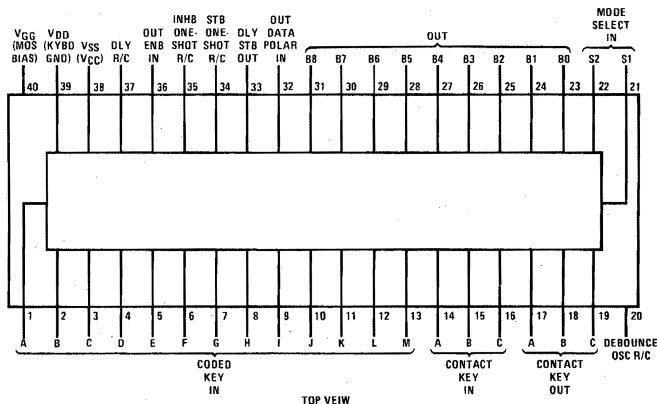 VGG (MOS BIAS) VDD (KYBD GND) VSS (VCC) DLY R/C OUT ENB IN INHB ONE-SHOT R/C STB ONE-SHOT R/C DLY STB OUT OUT DATA POLAR IN OUT MODE SELECT IN
B8 B7 B6 B5 B4 B3 B2 B1 B0 S2 S1
40 39 38 37 36 35 34 33 32 31 30 29 28 27 26 25 24 23 22 21
1 2 3 4 5 6 7 8 9 10 11 12 13 14 15 16 17 18 19 20
A B C D E F G H I J K L M A B C A B C DEBOUNCE OSC R/C
CODED KEY IN CONTACT KEY IN CONTACT KEY OUT
TOP VEIW